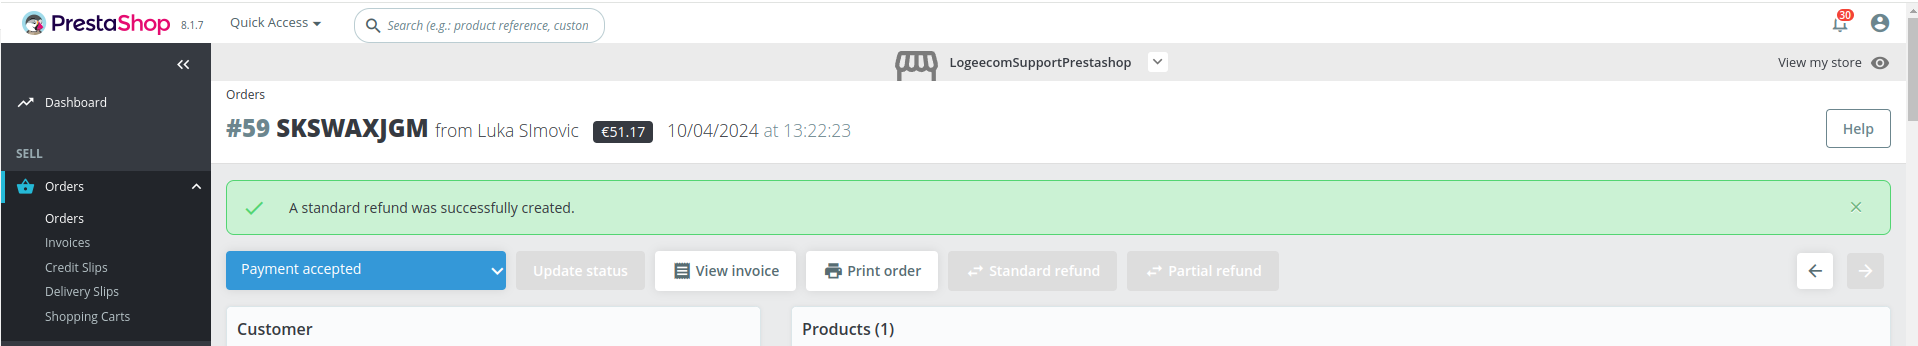 PrestaShop 8.1.7 Quick Access Search (e.g.: product reference, custon 30
LogeecomSupportPrestashop View my store
Dashboard
Orders
#59 SKSWAXJGM from Luka SImovic €51.17 10/04/2024 at 13:22:23 Help
SELL
Orders
A standard refund was successfully created.
Orders
Invoices
Credit Slips
Delivery Slips
Shopping Carts
Payment accepted Update status View invoice Print order Standard refund Partial refund
Customer Products (1)